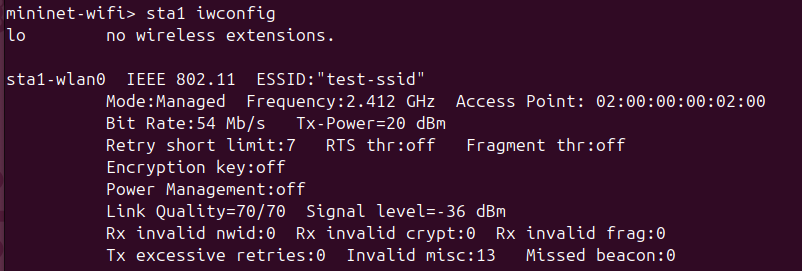 mininet-wifi> sta1 iwconfig
lo        no wireless extensions.
sta1-wlan0  IEEE 802.11  ESSID:"test-ssid"
Mode:Managed  Frequency:2.412 GHz  Access Point: 02:00:00:00:02:00
Bit Rate:54 Mb/s   Tx-Power=20 dBm
Retry short limit:7   RTS thr:off   Fragment thr:off
Encryption key:off
Power Management:off
Link Quality=70/70  Signal level=-36 dBm
Rx invalid nwid:0  Rx invalid crypt:0  Rx invalid frag:0
Tx excessive retries:0  Invalid misc:13   Missed beacon:0